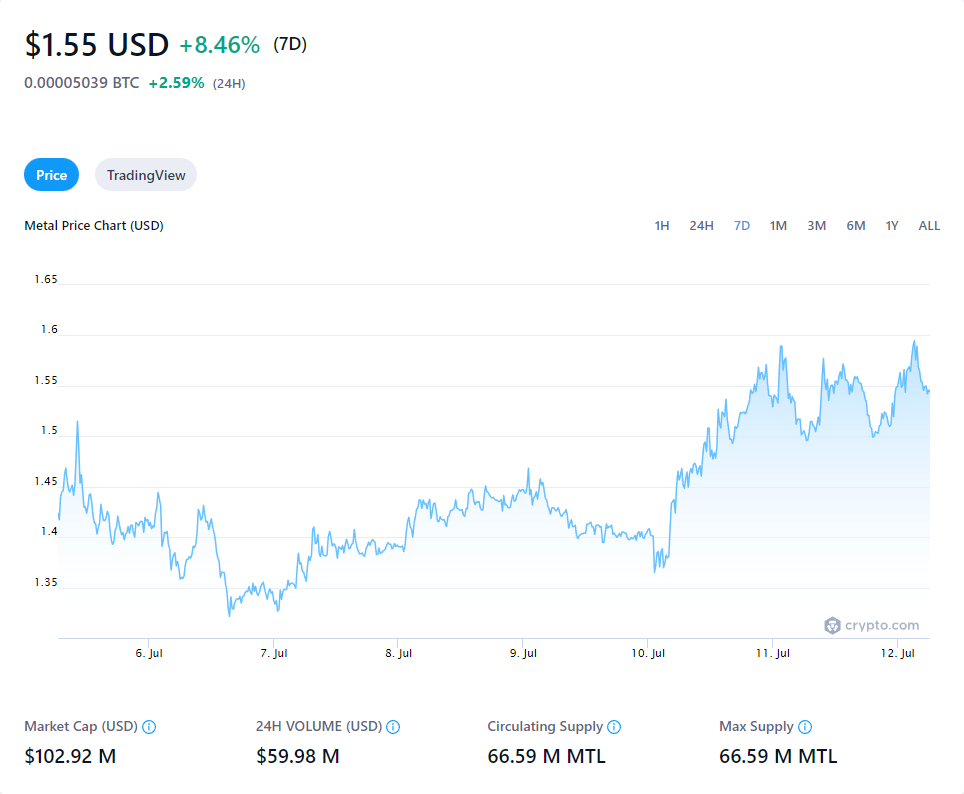 $1.55 USD +8.46% (7D)
0.00005039 BTC +2.59% (24H)
Price TradingView
Metal Price Chart (USD) 1H 24H 7D 1M 3M 6M 1Y ALL
1.65
1.6
1.55
1.5
1.45
1.4
1.35
crypto.com
6. Jul 7. Jul 8. Jul 9. Jul 10. Jul 11. Jul 12. Jul
Market Cap (USD) 24H VOLUME (USD) Circulating Supply Max Supply
$102.92 M $59.98 M 66.59 M MTL 66.59 M MTL